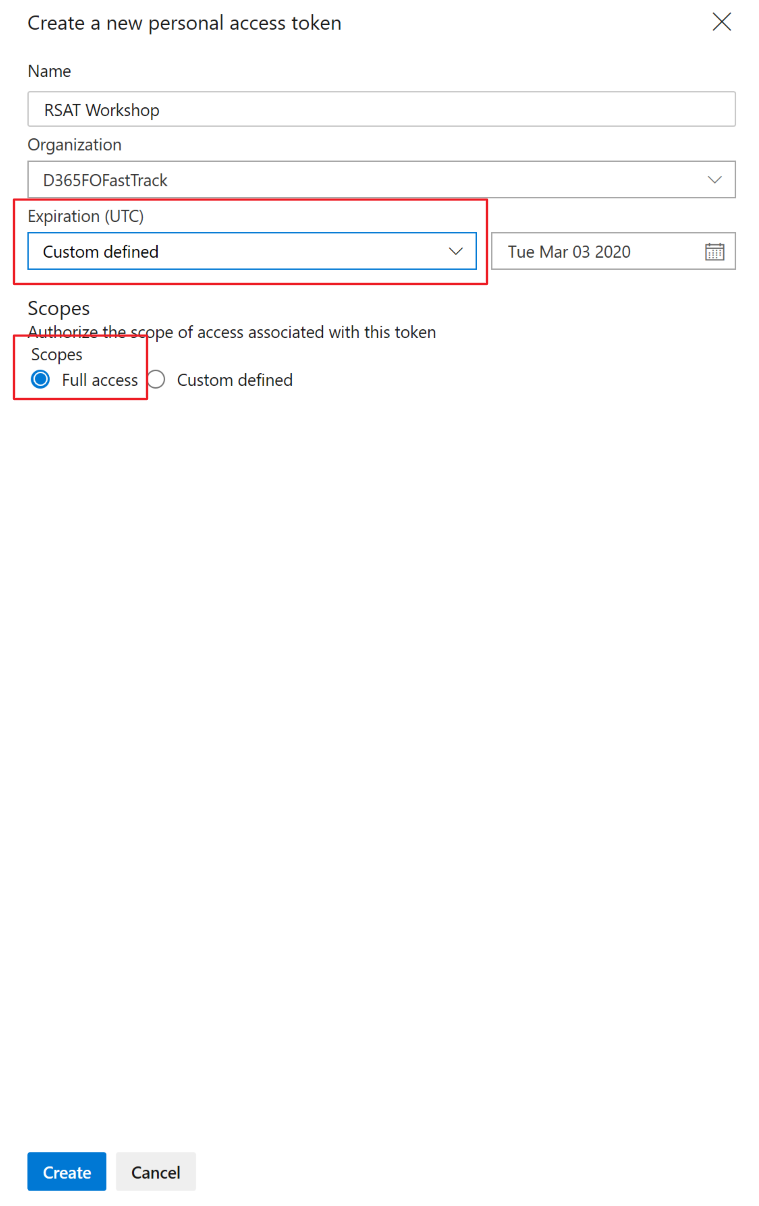 Create a new personal access token
Name
RSAT Workshop
Organization
D365FOFastTrack
Expiration (UTC)
Custom defined
Tue Mar 03 2020
Scopes
Authorize the scope of access associated with this token
Scopes
Full access
Custom defined
Create
Cancel